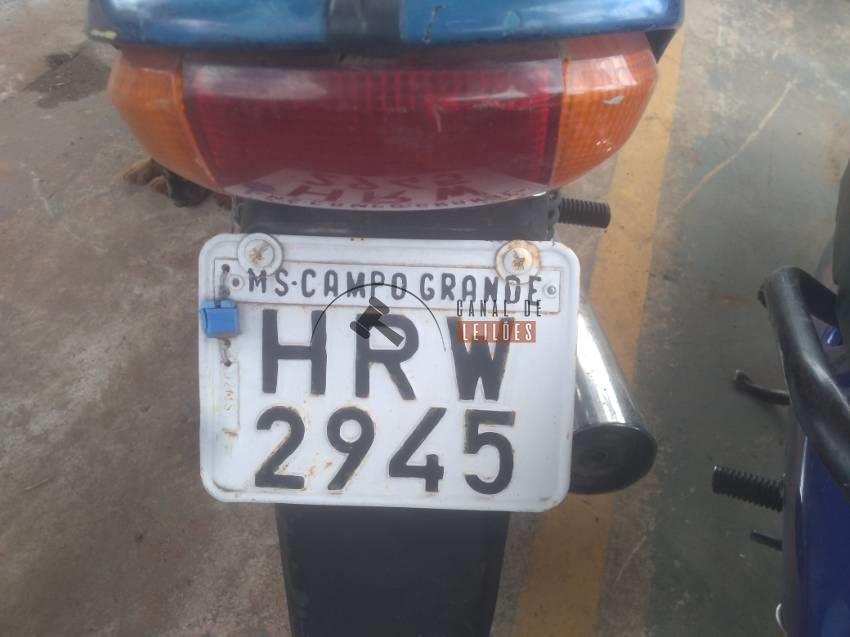 MS·CAMPO GRANDE
CANAL DE
LEILÕES
HRW
2945